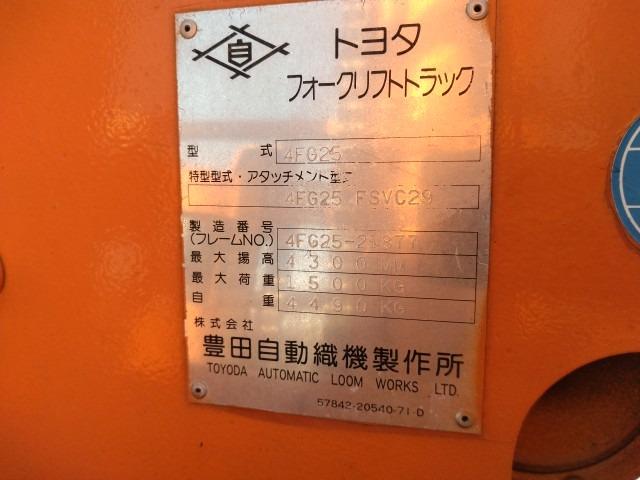 自 トヨタ
フォークリフトトラック
型式 4FG25
特型型式・アタッチメント型式
4FG25 FSVC29
製造番号
(フレームNO.) 4FG25-21877
最大揚高 4300MM
最大荷重 1500KG
自重 4490KG
株式会社
豊田自動織機製作所
TOYODA AUTOMATIC LOOM WORKS LTD.
57842-20540-71-D